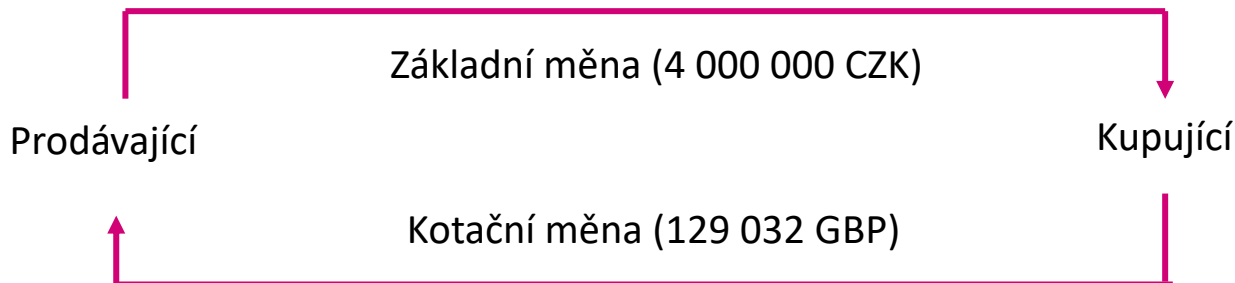 Základní měna (4 000 000 CZK)
Prodávající
Kupující
Kotační měna (129 032 GBP)